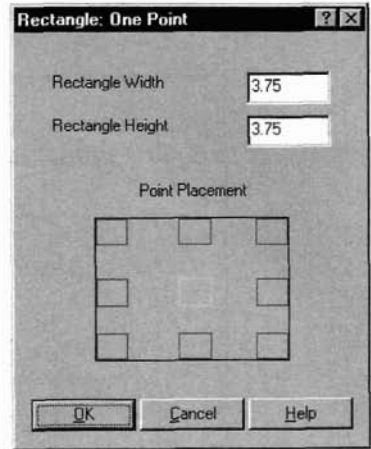 Rectangle: One Point
Rectangle Width 3.75
Rectangle Height 3.75
Point Placement
OK Cancel Help